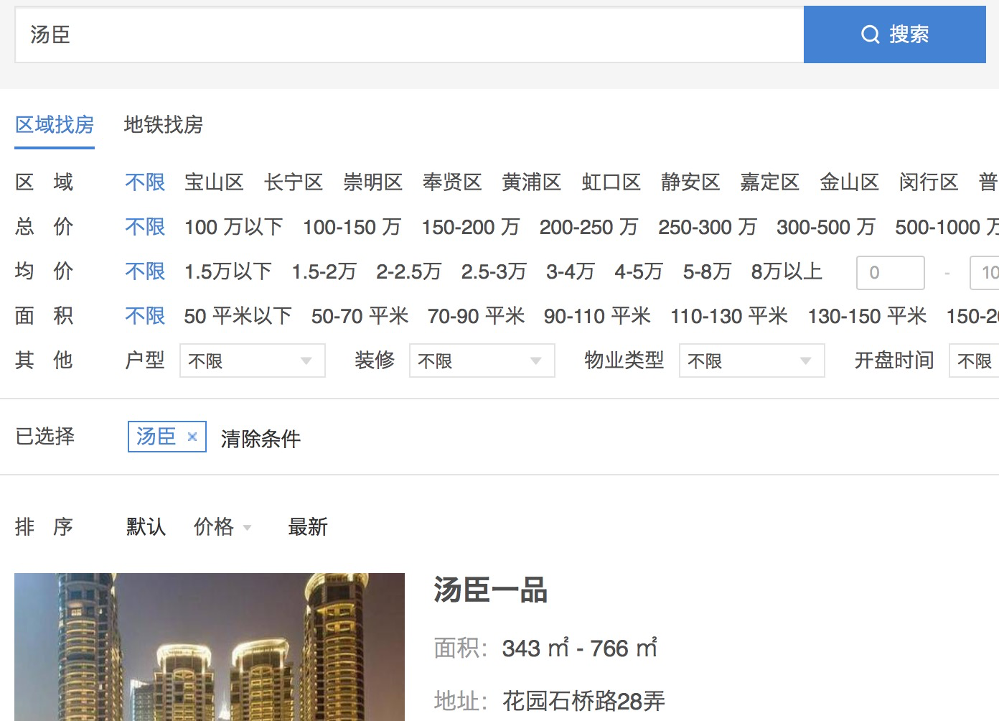 汤臣
搜索
区域找房 地铁找房
区 域 不限 宝山区 长宁区 崇明区 奉贤区 黄浦区 虹口区 静安区 嘉定区 金山区 闵行区 普
总 价 不限 100 万以下 100-150 万 150-200 万 200-250 万 250-300 万 300-500 万 500-1000 万
均 价 不限 1.5万以下 1.5-2万 2-2.5万 2.5-3万 3-4万 4-5万 5-8万 8万以上 0 - 10
面 积 不限 50 平米以下 50-70 平米 70-90 平米 90-110 平米 110-130 平米 130-150 平米 150-20
其 他 户型 不限 装修 不限 物业类型 不限 开盘时间 不限
已选择 汤臣 × 清除条件
排 序 默认 价格 最新
汤臣一品
面积: 343 ㎡ - 766 ㎡
地址: 花园石桥路28弄